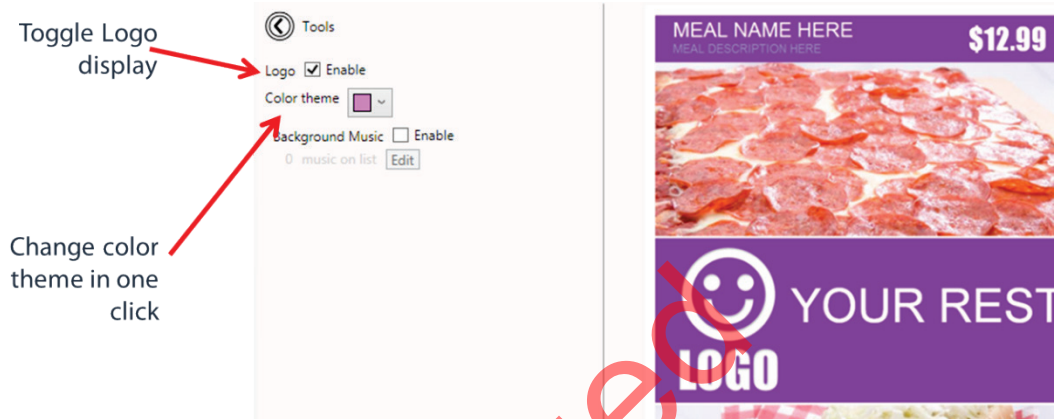 Toggle Logo
display
Tools
Logo Enable
Color theme
Background Music Enable
0 music on list Edit
Change color
theme in one
click
MEAL NAME HERE
MEAL DESCRIPTION HERE
$12.99
YOUR REST
LOGO